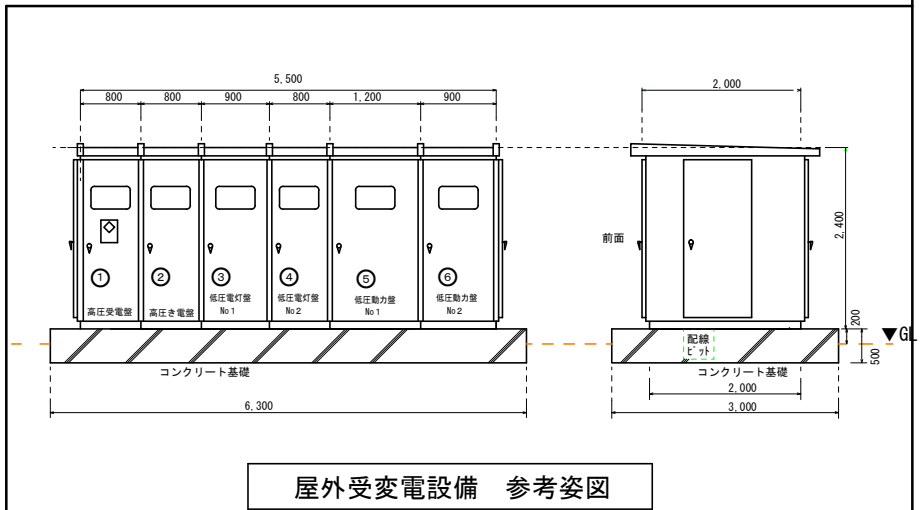 5,500
800 800 900 800 1,200 900
① ② ③ ④ ⑤ ⑥
高圧受電盤
高圧き電盤
低圧電灯盤
No1
低圧電灯盤
No2
低圧動力盤
No1
低圧動力盤
No2
コンクリート基礎
6,300
2,000
前面
2,400
200
▼GL
500
配線
ピット
コンクリート基礎
2,000
3,000
屋外受変電設備 参考姿図